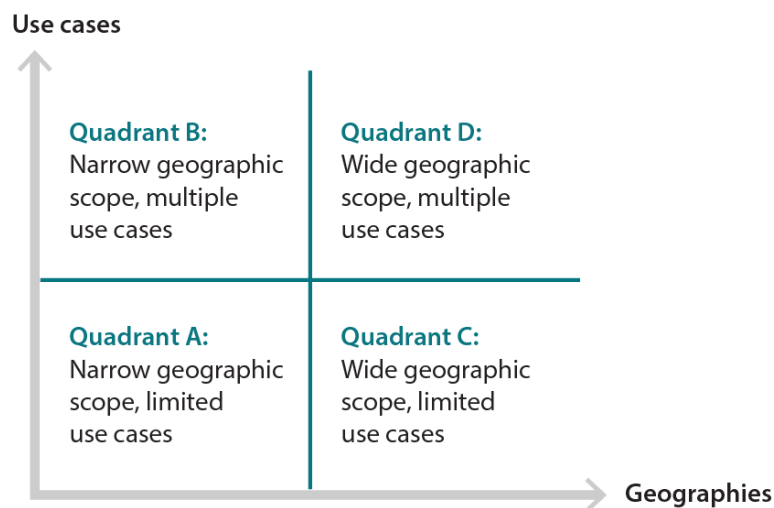 Use cases
Quadrant B:
Narrow geographic
scope, multiple
use cases
Quadrant D:
Wide geographic
scope, multiple
use cases
Quadrant A:
Narrow geographic
scope, limited
use cases
Quadrant C:
Wide geographic
scope, limited
use cases
Geographies